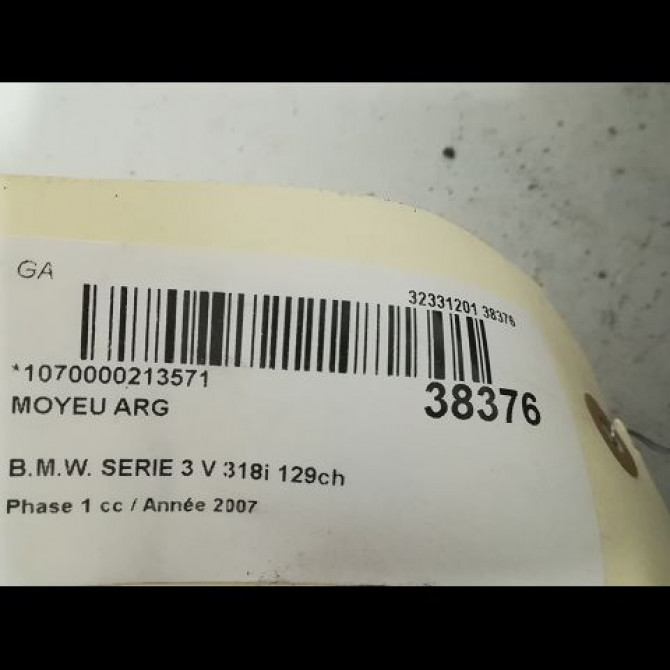 GA
32331201 38376
*1070000213571
38376
MOYEU ARG
B.M.W. SERIE 3 V 318i 129ch
Phase 1 cc / Année 2007